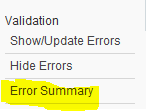 Validation
Show/Update Errors
Hide Errors
Error Summary